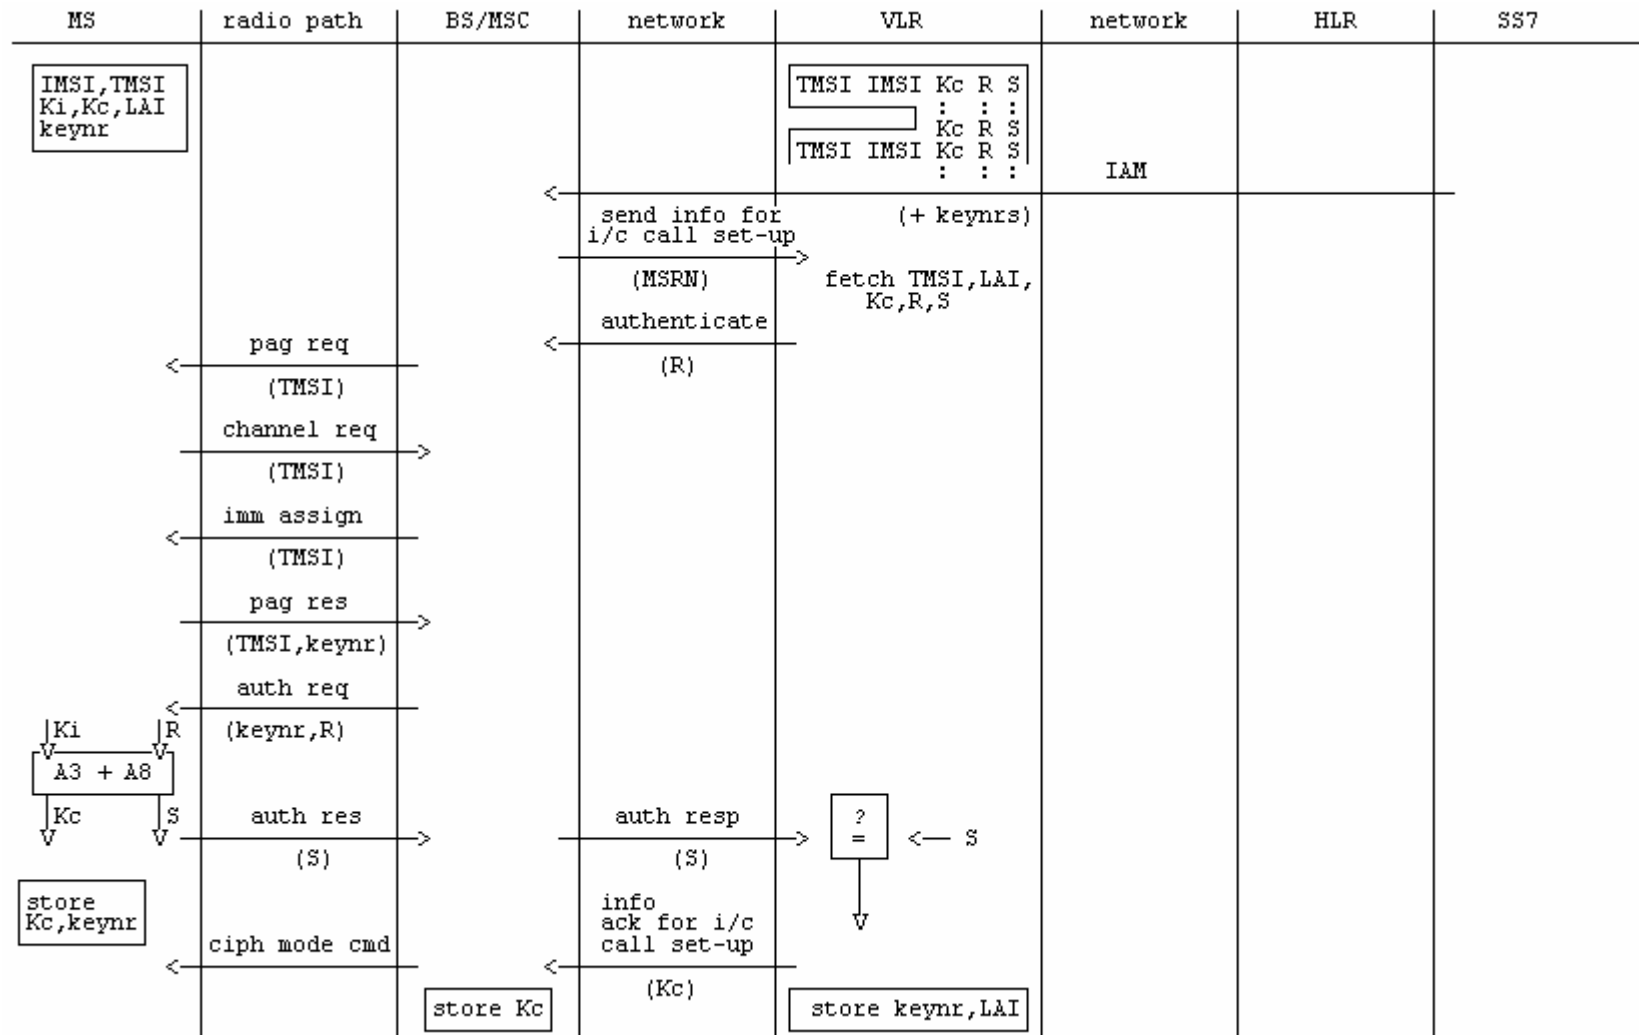 MS radio path BS/MSC network VLR network HLR SS7
IMSI,TMSI
Ki,Kc,LAI
keynr
TMSI IMSI Kc R S
: : :
Kc R S
TMSI IMSI Kc R S
: : :
IAM
(+ keynrs)
send info for
i/c call set-up
(MSRN)
fetch TMSI,LAI,
Kc,R,S
authenticate
(R)
pag req
(TMSI)
channel req
(TMSI)
imm assign
(TMSI)
pag res
(TMSI,keynr)
auth req
(keynr,R)
Ki R
A3 + A8
Kc S
auth res
(S)
auth resp
(S)
?
=
S
store
Kc,keynr
info
ack for i/c
call set-up
(Kc)
ciph mode cmd
store Kc
store keynr,LAI